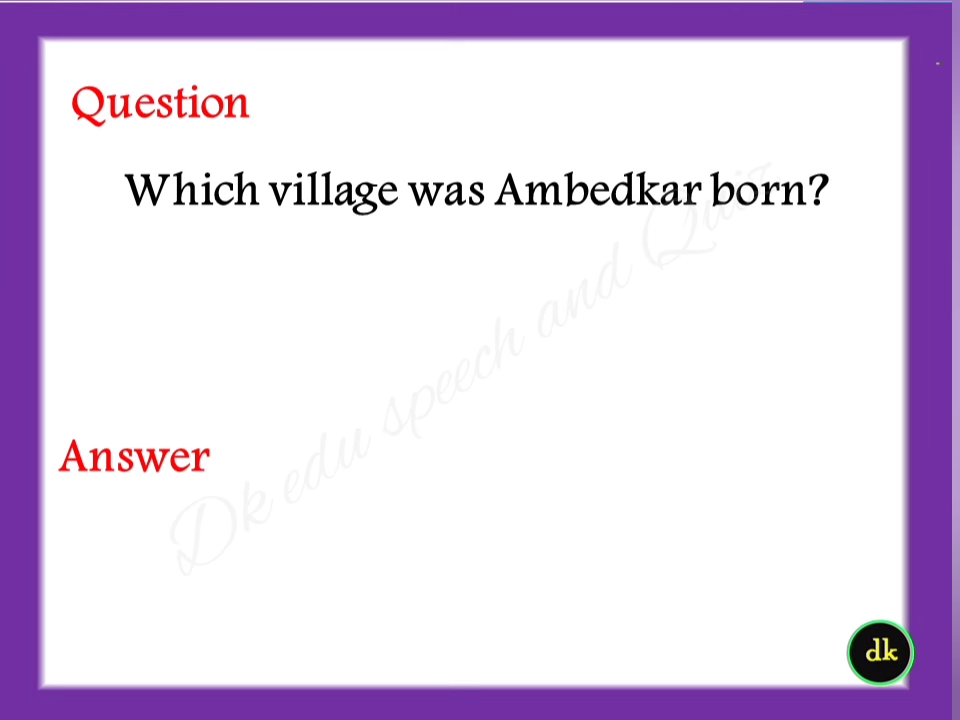 Question
Which village was Ambedkar born?
Dk edu speech and Quiz
Answer
dk